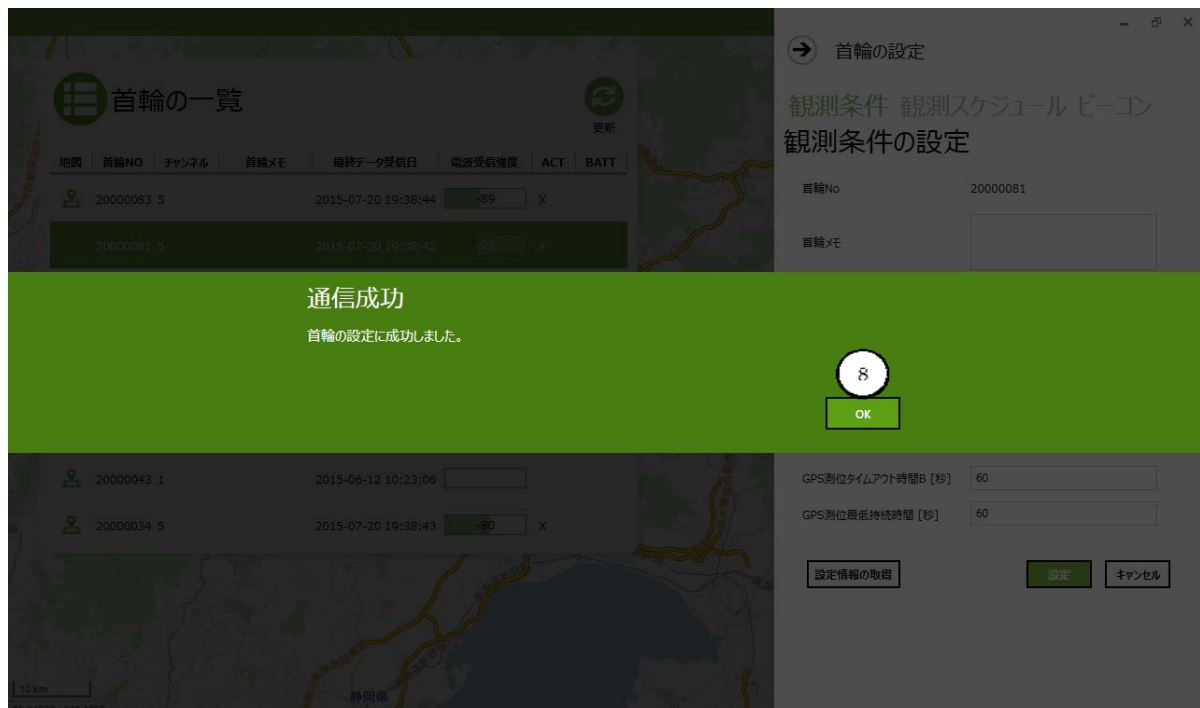 首輪の設定
首輪の一覧
更新
観測条件 観測スケジュール ビーコン
観測条件の設定
地図 首輪NO チャンネル 首輪メモ 最終データ受信日 電波受信強度 ACT BATT
20000083 5 2015-07-20 19:38:44 -89 X
首輪No 20000081
20000081 5 2015-07-20 19:38:42 -93 X
首輪メモ
通信成功
首輪の設定に成功しました。
8
OK
20000043 1 2015-06-12 10:23:06
GPS測位タイムアウト時間B [秒] 60
20000034 5 2015-07-20 19:38:43 -80 X
GPS測位最低持続時間 [秒] 60
設定情報の取得 設定 キャンセル
10 km
静岡県